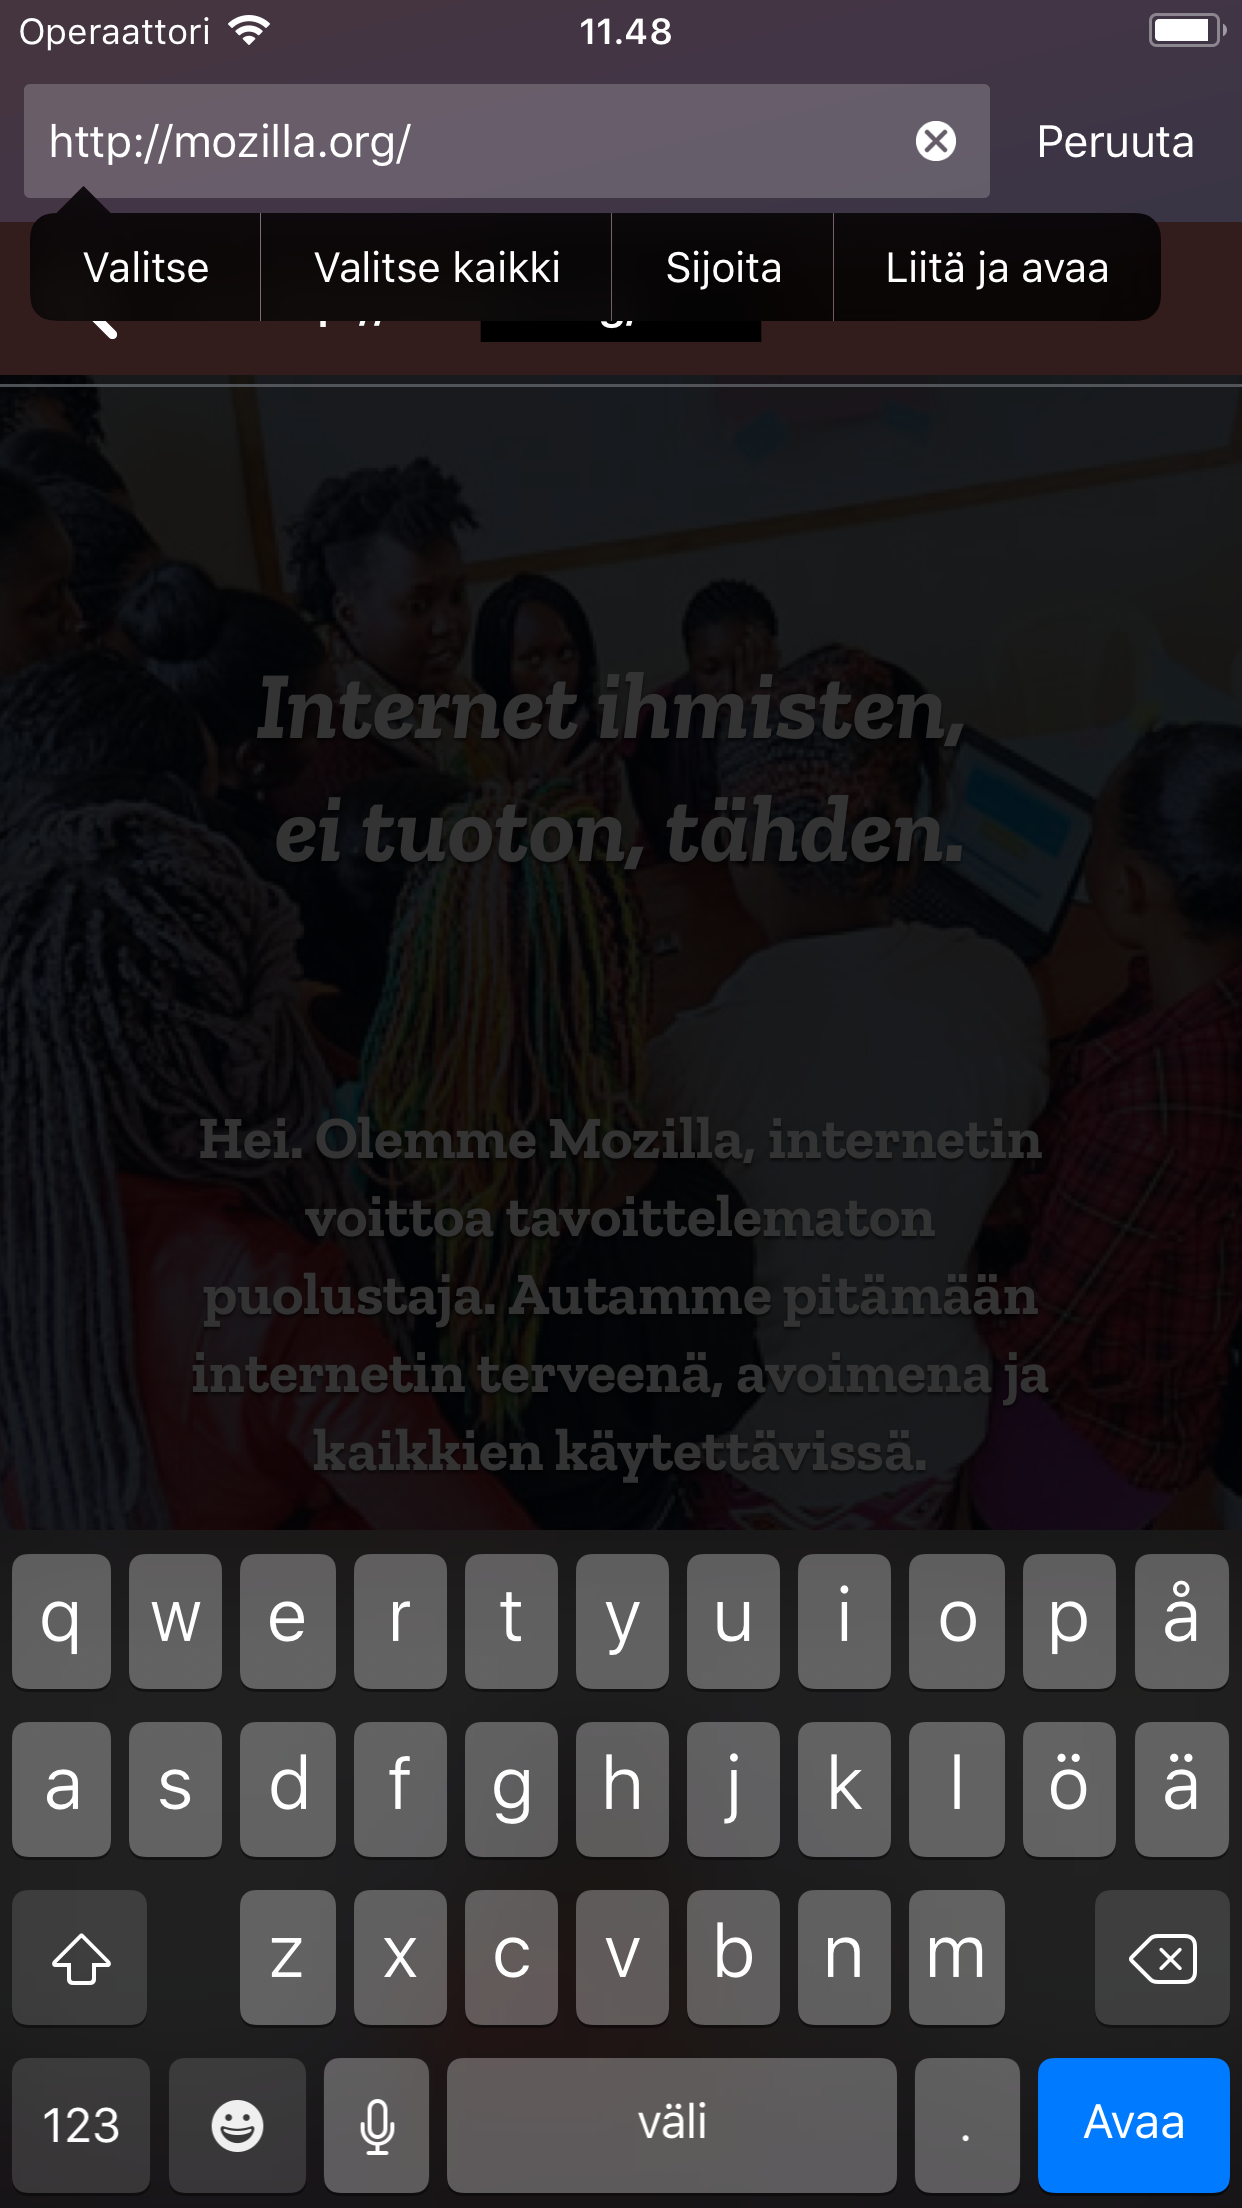 Operaattori 11.48
http://mozilla.org/ Peruuta
Valitse Valitse kaikki Sijoita Liitä ja avaa
Internet ihmisten,
ei tuoton, tähden.
Hei. Olemme Mozilla, internetin
voittoa tavoittelematon
puolustaja. Autamme pitämään
internetin terveenä, avoimena ja
kaikkien käytettävissä.
q w e r t y u i o p å
a s d f g h j k l ö ä
z x c v b n m
123 väli . Avaa